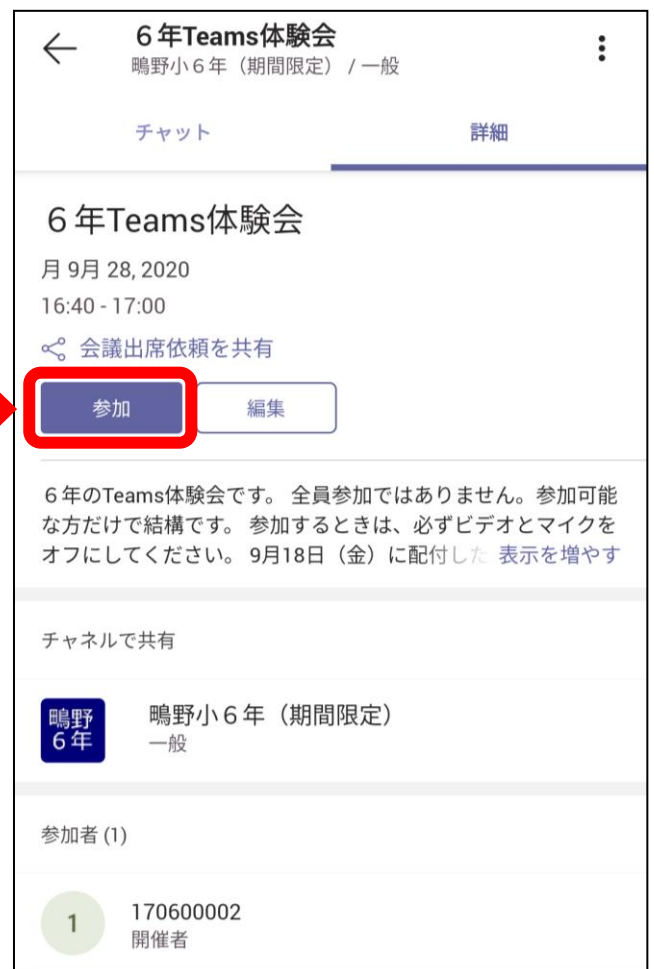 ６年Teams体験会
鴫野小６年（期間限定） / 一般
チャット
詳細
６年Teams体験会
月 9月 28, 2020
16:40 - 17:00
会議出席依頼を共有
参加
編集
６年のTeams体験会です。 全員参加ではありません。参加可能
な方だけで結構です。 参加するときは、必ずビデオとマイクを
オフにしてください。 9月18日（金）に配付した 表示を増やす
チャネルで共有
鴫野
６年
鴫野小６年（期間限定）
一般
参加者 (1)
1
170600002
開催者